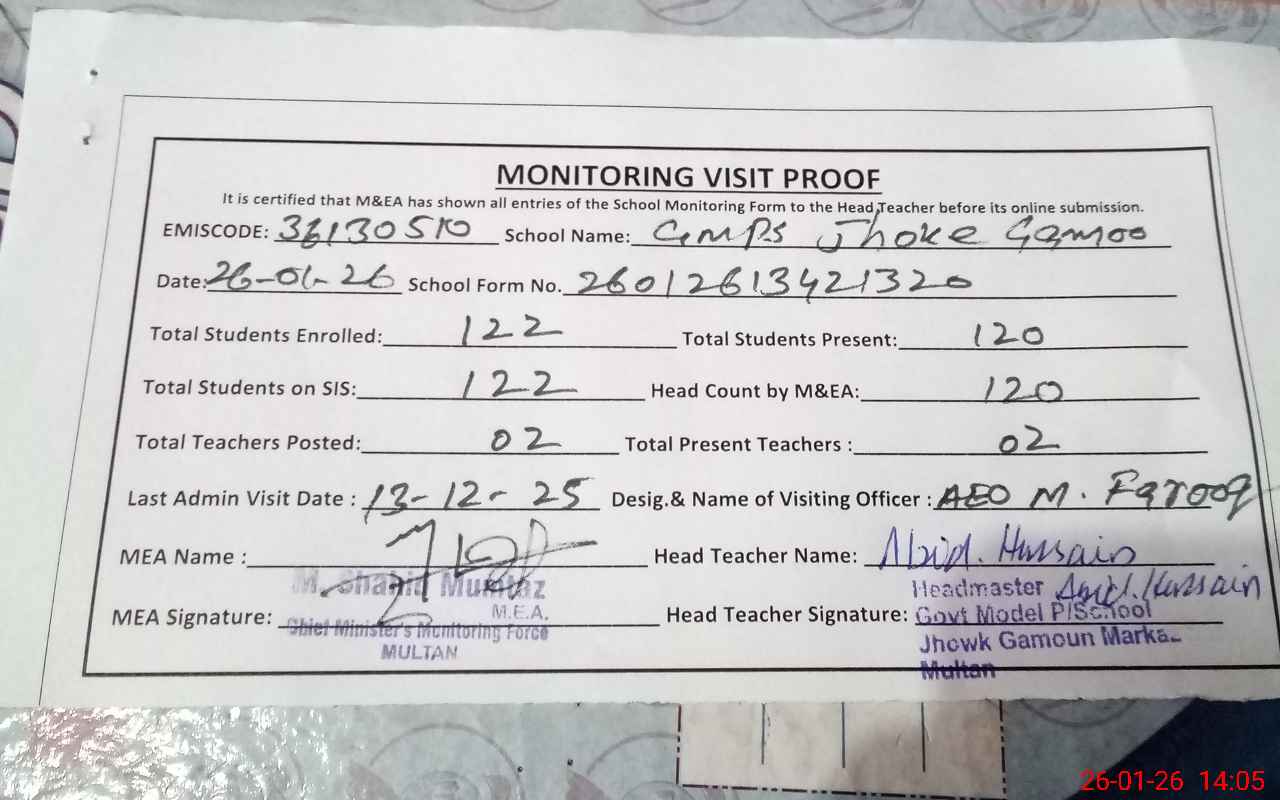 MONITORING VISIT PROOF
It is certified that M&EA has shown all entries of the School Monitoring Form to the Head Teacher before its online submission.
EMISCODE: 36130510 School Name: GMPS Jhoke Gamoo
Date: 26-01-26 School Form No. 26012613421320
Total Students Enrolled: 122 Total Students Present: 120
Total Students on SIS: 122 Head Count by M&EA: 120
Total Teachers Posted: 02 Total Present Teachers : 02
Last Admin Visit Date : 13-12-25 Desig.& Name of Visiting Officer : AEO M. Farooq
MEA Name : Head Teacher Name: Abid. Hussain
M. Shahid Mumtaz Headmaster Abid. Hussain
MEA Signature: M.E.A. Head Teacher Signature: Govt Model P/School
Chief Minister's Monitoring Force Jhowk Gamoun Marka
MULTAN Multan
26-01-26 14:05